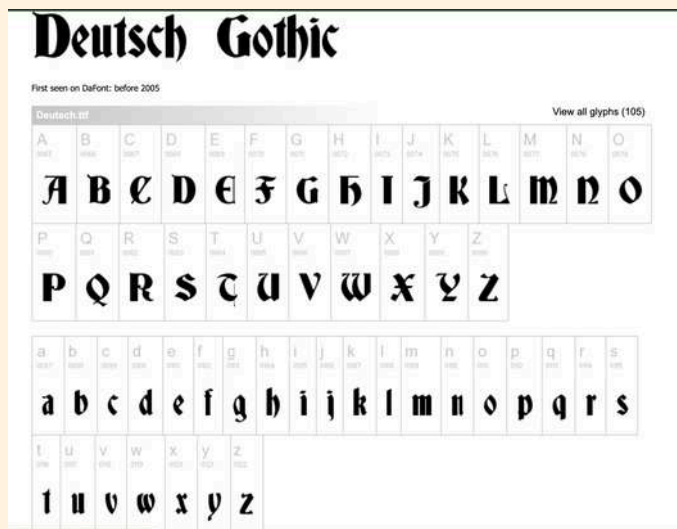 Deutsch Gothic
First seen on DaFont: before 2005
Deutsch.ttf View all glyphs (105)
A B C D E F G H I J K L M N O
A B C D E F G H I J K L M N O
P Q R S T U V W X Y Z
P Q R S T U V W X Y Z
a b c d e f g h i j k l m n o p q r s
a b c d e f g h i j k l m n o p q r s
t u v w x y z
t u v w x y z